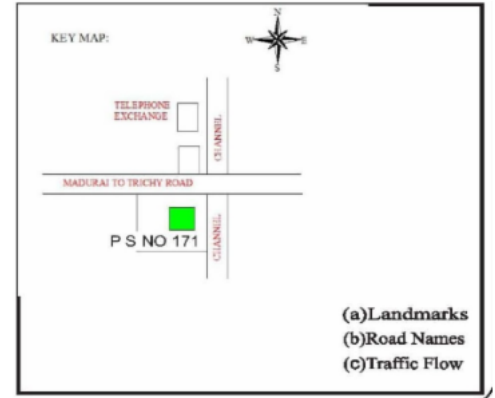 KEY MAP:
N
W
E
S
TELEPHONE
EXCHANGE
CHANNEL
MADURAI TO TRICHY ROAD
P S NO 171
CHANNEL
(a)Landmarks
(b)Road Names
(c)Traffic Flow